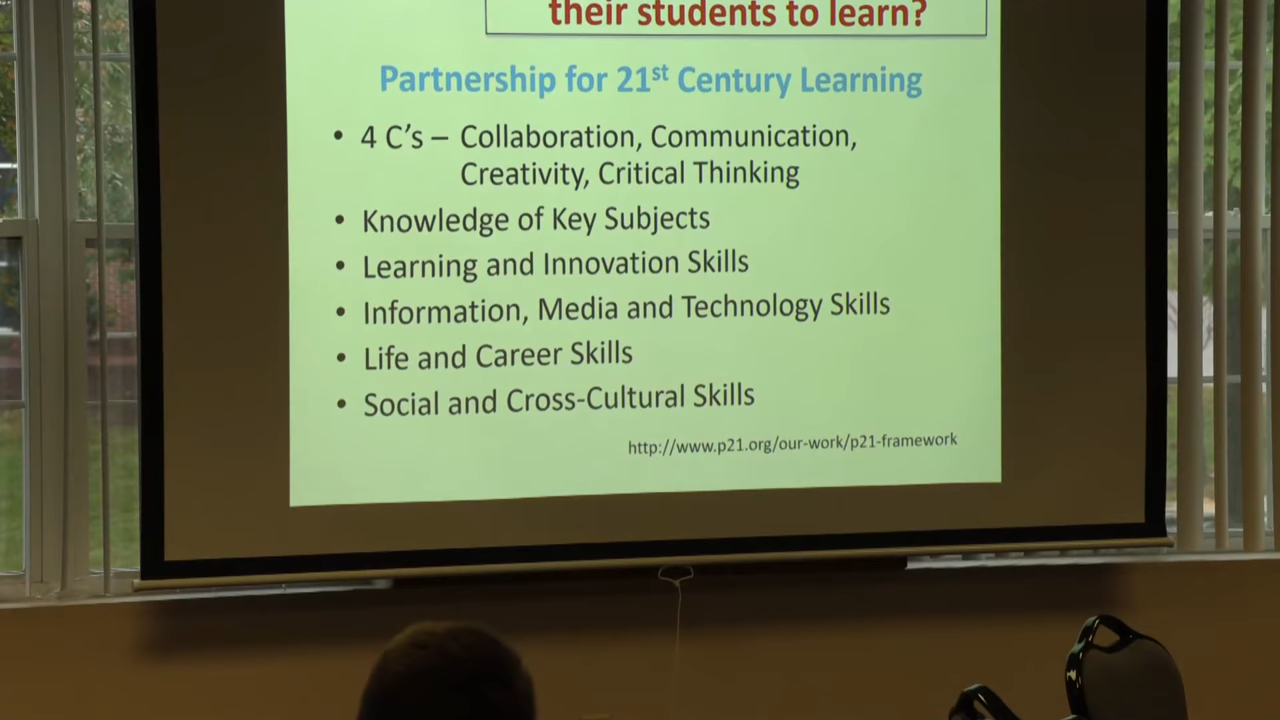 their students to learn?
Partnership for 21st Century Learning
• 4 C’s – Collaboration, Communication,
Creativity, Critical Thinking
• Knowledge of Key Subjects
• Learning and Innovation Skills
• Information, Media and Technology Skills
• Life and Career Skills
• Social and Cross-Cultural Skills
http://www.p21.org/our-work/p21-framework